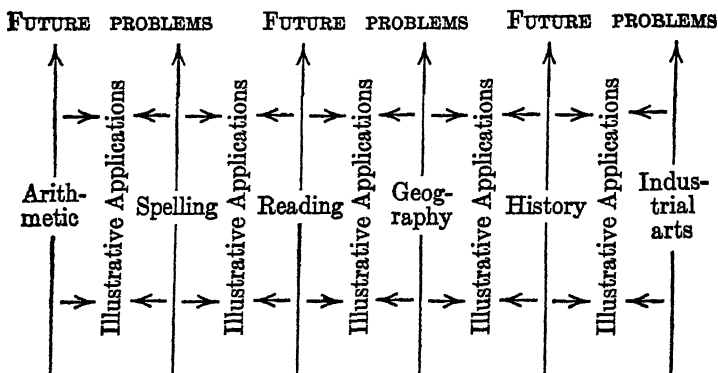 FUTURE PROBLEMS FUTURE PROBLEMS FUTURE PROBLEMS
Arith-
metic
Illustrative Applications
Spelling
Illustrative Applications
Reading
Illustrative Applications
Geog-
raphy
Illustrative Applications
History
Illustrative Applications
Indus-
trial
arts